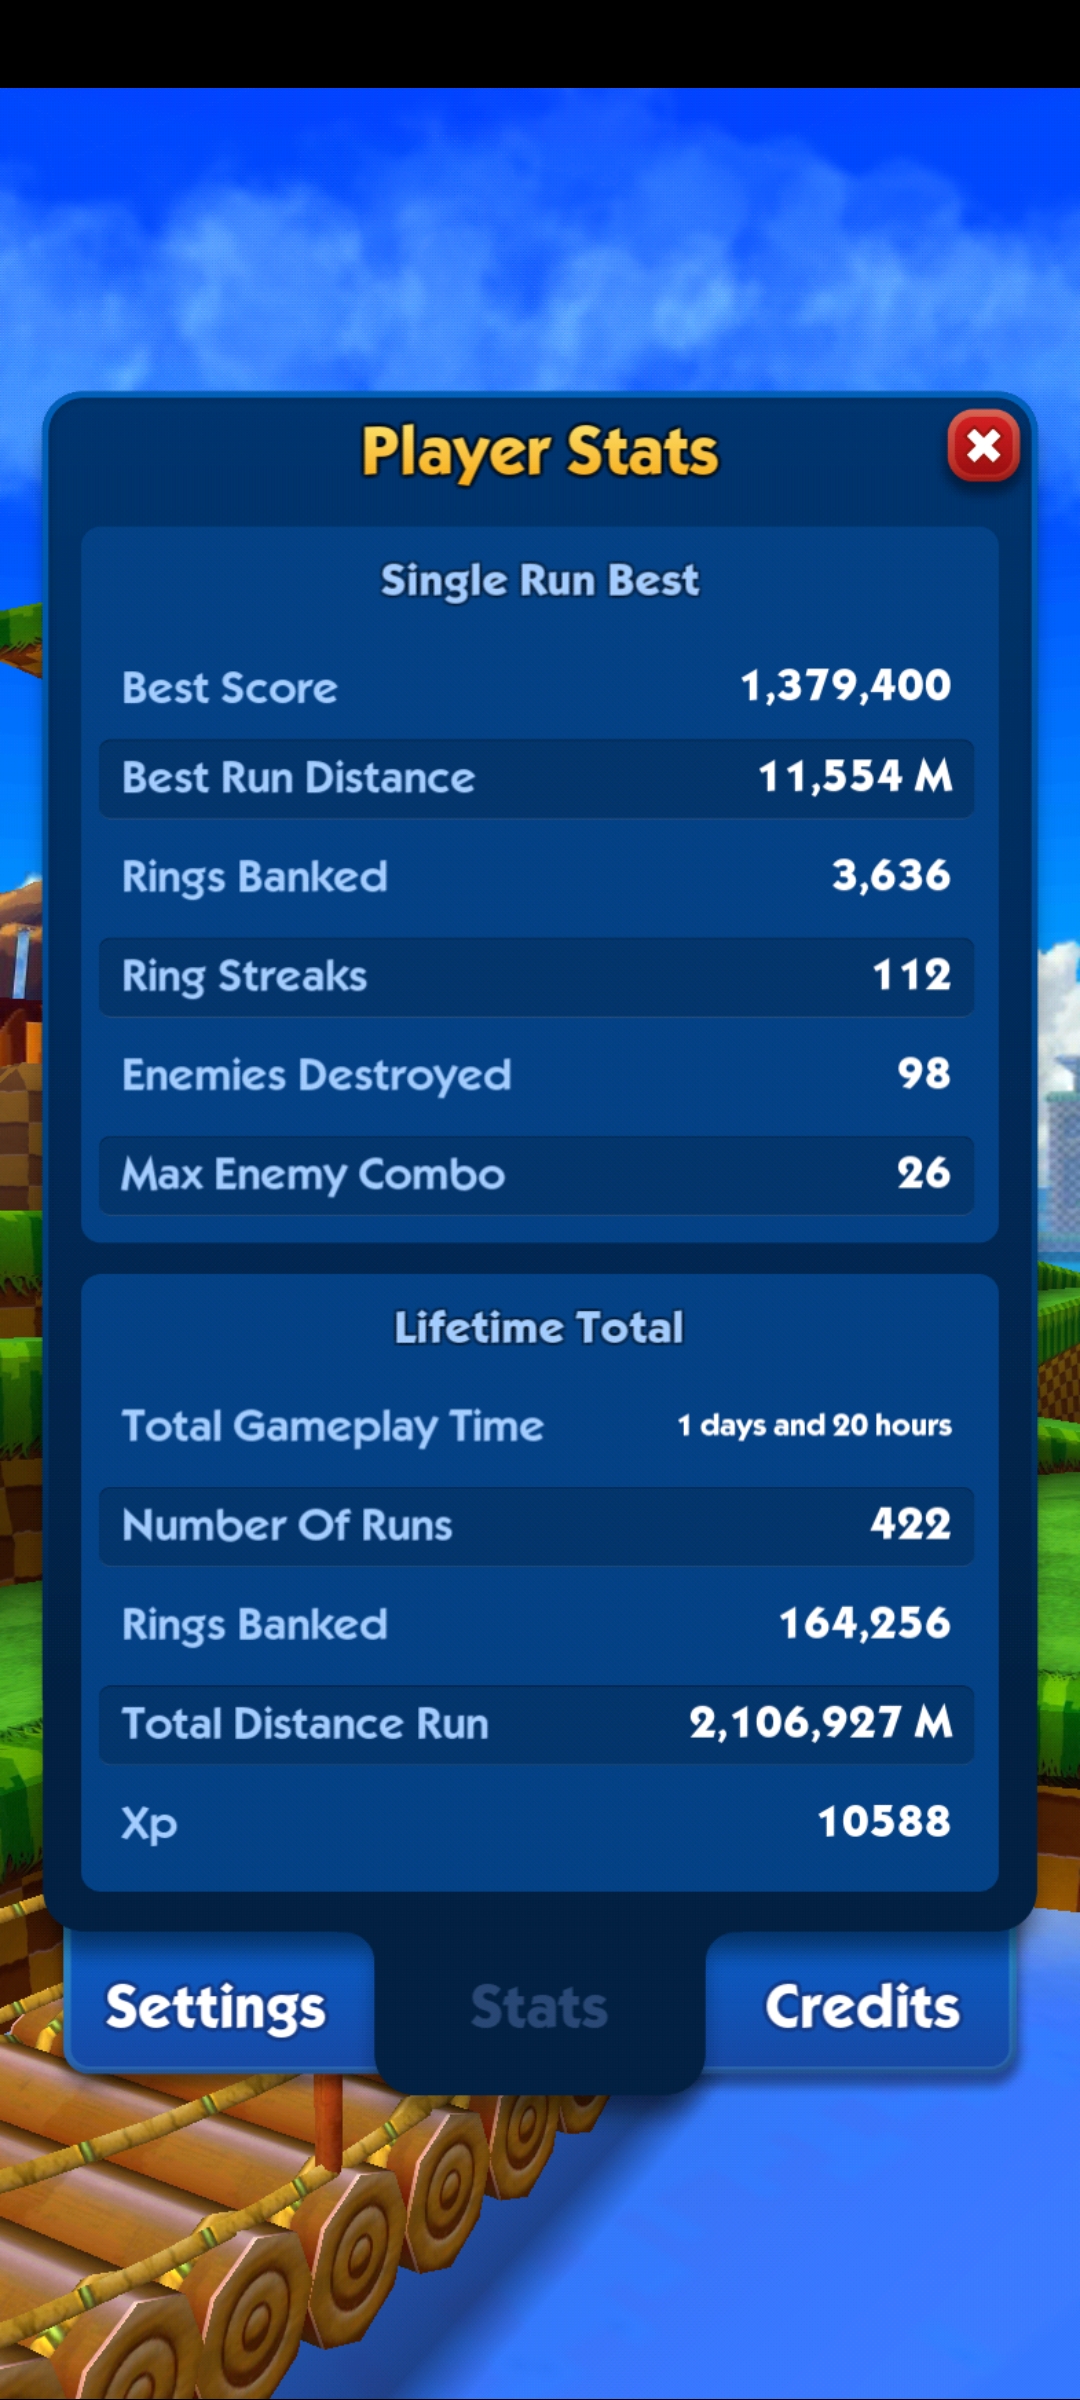 Player Stats
Single Run Best
Best Score 1,379,400
Best Run Distance 11,554 M
Rings Banked 3,636
Ring Streaks 112
Enemies Destroyed 98
Max Enemy Combo 26
Lifetime Total
Total Gameplay Time 1 days and 20 hours
Number Of Runs 422
Rings Banked 164,256
Total Distance Run 2,106,927 M
Xp 10588
Settings Stats Credits